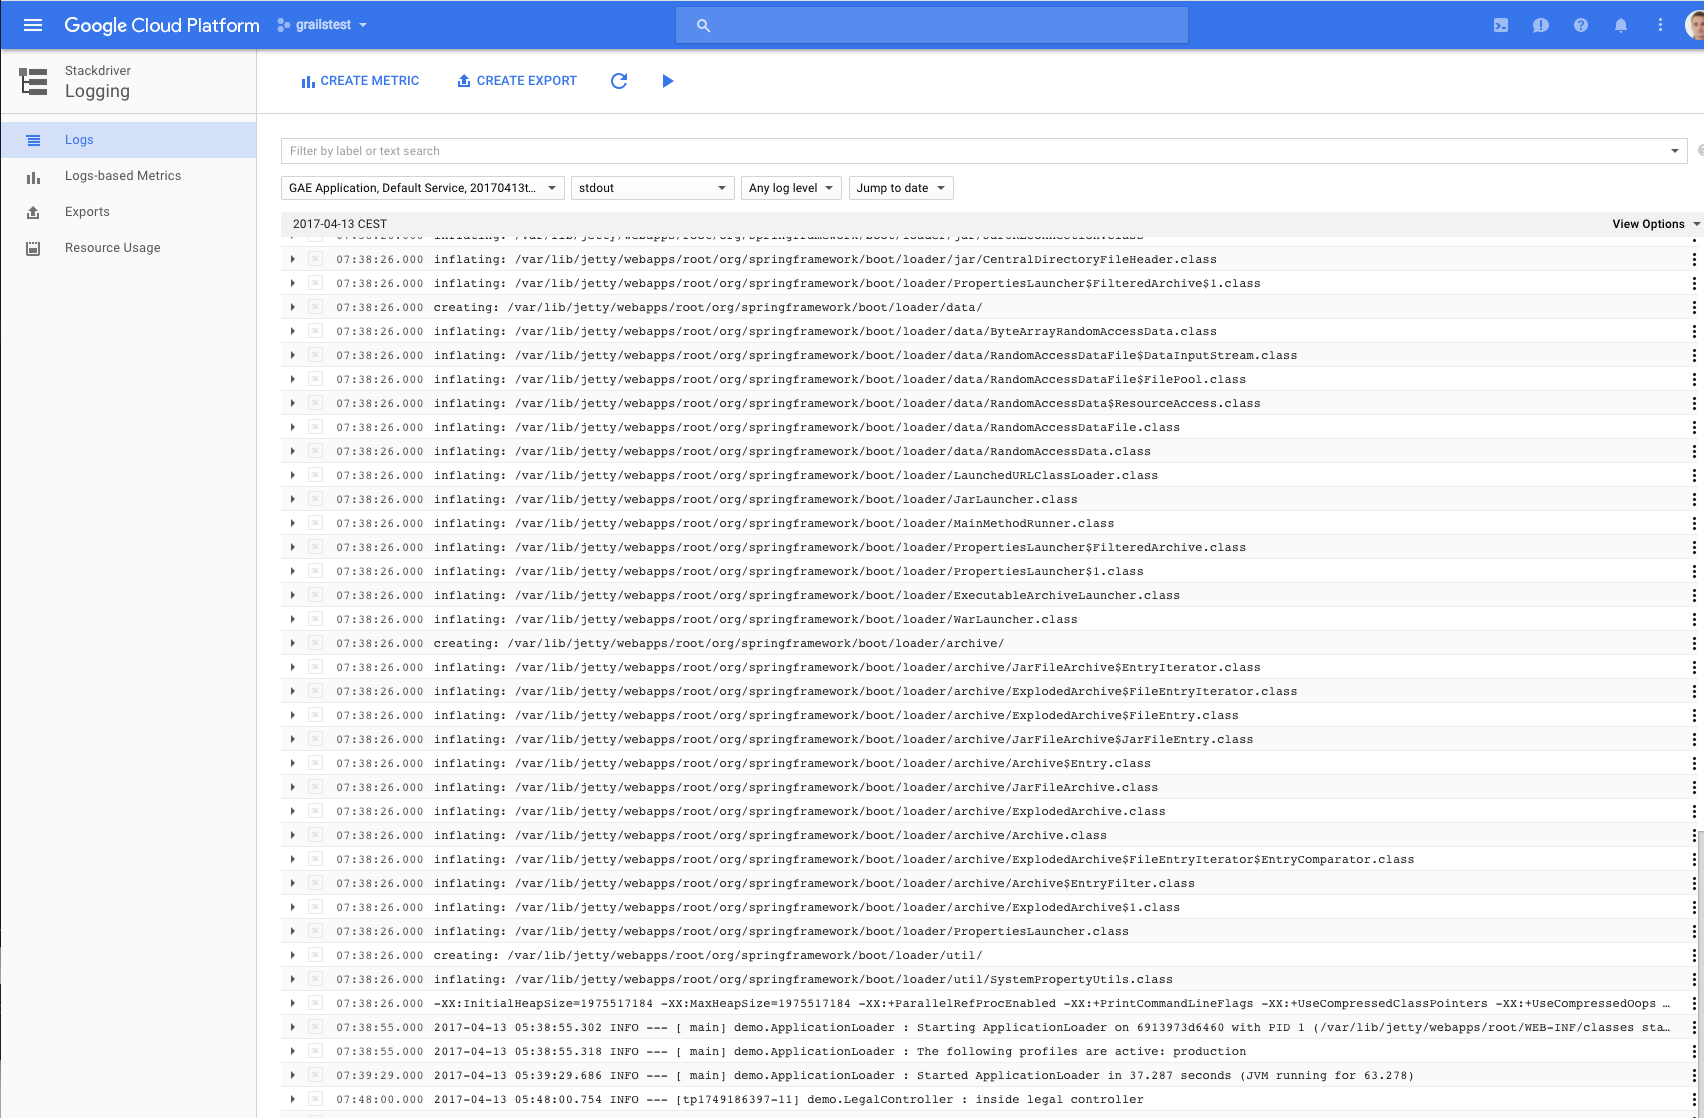 Google Cloud Platform
grailstest
Stackdriver
Logging
CREATE METRIC
CREATE EXPORT
Logs
Logs-based Metrics
Exports
Resource Usage
Filter by label or text search
GAE Application, Default Service, 20170413t...
stdout
Any log level
Jump to date
2017-04-13 CEST
View Options
07:38:26.000 inflating: /var/lib/jetty/webapps/root/org/springframework/boot/loader/jar/JarURLConnection.class
07:38:26.000 inflating: /var/lib/jetty/webapps/root/org/springframework/boot/loader/jar/CentralDirectoryFileHeader.class
07:38:26.000 inflating: /var/lib/jetty/webapps/root/org/springframework/boot/loader/PropertiesLauncher$FilteredArchive$1.class
07:38:26.000 creating: /var/lib/jetty/webapps/root/org/springframework/boot/loader/data/
07:38:26.000 inflating: /var/lib/jetty/webapps/root/org/springframework/boot/loader/data/ByteArrayRandomAccessData.class
07:38:26.000 inflating: /var/lib/jetty/webapps/root/org/springframework/boot/loader/data/RandomAccessDataFile$DataInputStream.class
07:38:26.000 inflating: /var/lib/jetty/webapps/root/org/springframework/boot/loader/data/RandomAccessDataFile$FilePool.class
07:38:26.000 inflating: /var/lib/jetty/webapps/root/org/springframework/boot/loader/data/RandomAccessData$ResourceAccess.class
07:38:26.000 inflating: /var/lib/jetty/webapps/root/org/springframework/boot/loader/data/RandomAccessDataFile.class
07:38:26.000 inflating: /var/lib/jetty/webapps/root/org/springframework/boot/loader/data/RandomAccessData.class
07:38:26.000 inflating: /var/lib/jetty/webapps/root/org/springframework/boot/loader/LaunchedURLClassLoader.class
07:38:26.000 inflating: /var/lib/jetty/webapps/root/org/springframework/boot/loader/JarLauncher.class
07:38:26.000 inflating: /var/lib/jetty/webapps/root/org/springframework/boot/loader/MainMethodRunner.class
07:38:26.000 inflating: /var/lib/jetty/webapps/root/org/springframework/boot/loader/PropertiesLauncher$FilteredArchive.class
07:38:26.000 inflating: /var/lib/jetty/webapps/root/org/springframework/boot/loader/PropertiesLauncher$1.class
07:38:26.000 inflating: /var/lib/jetty/webapps/root/org/springframework/boot/loader/ExecutableArchiveLauncher.class
07:38:26.000 inflating: /var/lib/jetty/webapps/root/org/springframework/boot/loader/WarLauncher.class
07:38:26.000 creating: /var/lib/jetty/webapps/root/org/springframework/boot/loader/archive/
07:38:26.000 inflating: /var/lib/jetty/webapps/root/org/springframework/boot/loader/archive/JarFileArchive$EntryIterator.class
07:38:26.000 inflating: /var/lib/jetty/webapps/root/org/springframework/boot/loader/archive/ExplodedArchive$FileEntryIterator.class
07:38:26.000 inflating: /var/lib/jetty/webapps/root/org/springframework/boot/loader/archive/ExplodedArchive$FileEntry.class
07:38:26.000 inflating: /var/lib/jetty/webapps/root/org/springframework/boot/loader/archive/JarFileArchive$JarFileEntry.class
07:38:26.000 inflating: /var/lib/jetty/webapps/root/org/springframework/boot/loader/archive/Archive$Entry.class
07:38:26.000 inflating: /var/lib/jetty/webapps/root/org/springframework/boot/loader/archive/JarFileArchive.class
07:38:26.000 inflating: /var/lib/jetty/webapps/root/org/springframework/boot/loader/archive/ExplodedArchive.class
07:38:26.000 inflating: /var/lib/jetty/webapps/root/org/springframework/boot/loader/archive/Archive.class
07:38:26.000 inflating: /var/lib/jetty/webapps/root/org/springframework/boot/loader/archive/ExplodedArchive$FileEntryIterator$EntryComparator.class
07:38:26.000 inflating: /var/lib/jetty/webapps/root/org/springframework/boot/loader/archive/Archive$EntryFilter.class
07:38:26.000 inflating: /var/lib/jetty/webapps/root/org/springframework/boot/loader/archive/ExplodedArchive$1.class
07:38:26.000 inflating: /var/lib/jetty/webapps/root/org/springframework/boot/loader/PropertiesLauncher.class
07:38:26.000 creating: /var/lib/jetty/webapps/root/org/springframework/boot/loader/util/
07:38:26.000 inflating: /var/lib/jetty/webapps/root/org/springframework/boot/loader/util/SystemPropertyUtils.class
07:38:26.000 -XX:InitialHeapSize=1975517184 -XX:MaxHeapSize=1975517184 -XX:+ParallelRefProcEnabled -XX:+PrintCommandLineFlags -XX:+UseCompressedClassPointers -XX:+UseCompressedOops …
07:38:55.000 2017-04-13 05:38:55.302 INFO --- [ main] demo.ApplicationLoader : Starting ApplicationLoader on 6913973d6460 with PID 1 (/var/lib/jetty/webapps/root/WEB-INF/classes sta…
07:38:55.000 2017-04-13 05:38:55.318 INFO --- [ main] demo.ApplicationLoader : The following profiles are active: production
07:39:29.000 2017-04-13 05:39:29.686 INFO --- [ main] demo.ApplicationLoader : Started ApplicationLoader in 37.287 seconds (JVM running for 63.278)
07:48:00.000 2017-04-13 05:48:00.754 INFO --- [tp1749186397-11] demo.LegalController : inside legal controller